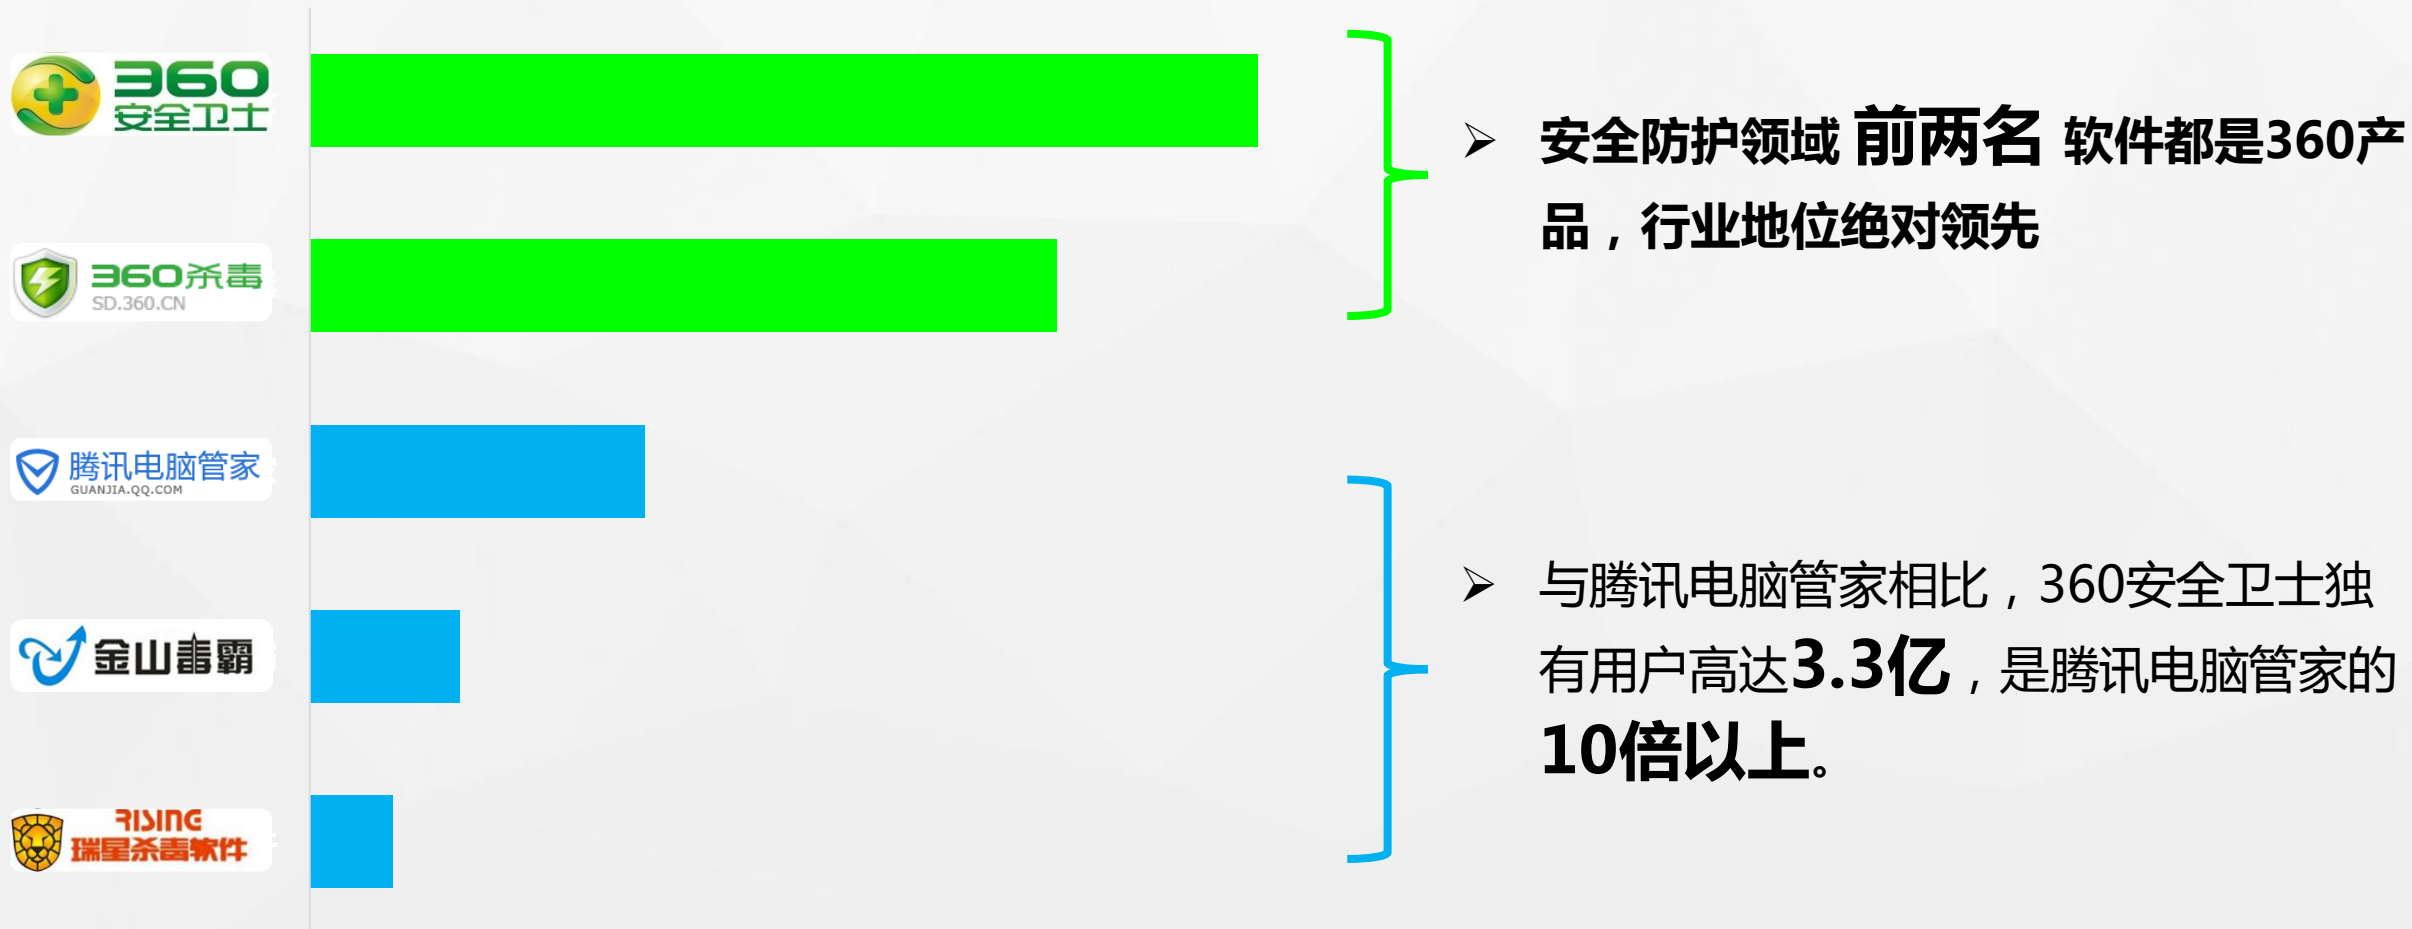 360
安全卫士
360杀毒
SD.360.CN
腾讯电脑管家
GUANJIA.QQ.COM
金山毒霸
RISING
瑞星杀毒软件
➢ 安全防护领域 前两名 软件都是360产
品，行业地位绝对领先
➢ 与腾讯电脑管家相比，360安全卫士独
有用户高达3.3亿，是腾讯电脑管家的
10倍以上。